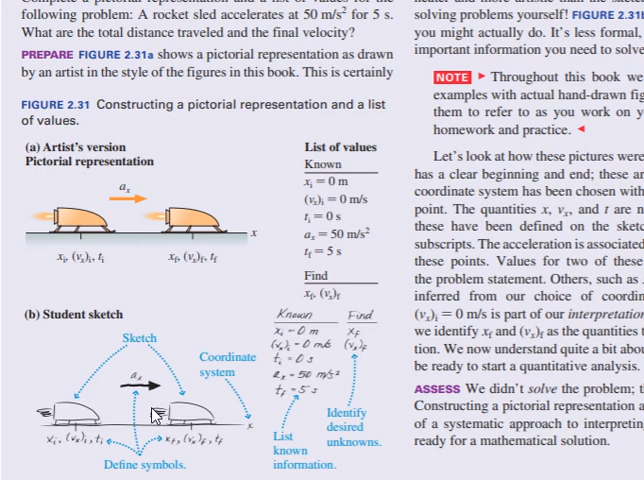 following problem: A rocket sled accelerates at 50 m/s² for 5 s.
What are the total distance traveled and the final velocity?
PREPARE FIGURE 2.31a shows a pictorial representation as drawn
by an artist in the style of the figures in this book. This is certainly
FIGURE 2.31 Constructing a pictorial representation and a list
of values.
(a) Artist's version
Pictorial representation
aₓ
x
xᵢ, (vₓ)ᵢ, tᵢ
x_f, (vₓ)_f, t_f
List of values
Known
xᵢ = 0 m
(vₓ)ᵢ = 0 m/s
tᵢ = 0 s
aₓ = 50 m/s²
t_f = 5 s
Find
x_f, (vₓ)_f
(b) Student sketch
Sketch
Coordinate
system
aₓ
x
xᵢ, (vₓ)ᵢ, tᵢ
x_f, (vₓ)_f, t_f
Define symbols.
Known
xᵢ = 0 m
(vₓ)ᵢ = 0 m/s
tᵢ = 0 s
aₓ = 50 m/s²
t_f = 5 s
Find
x_f
(vₓ)_f
List
known
information.
Identify
desired
unknowns.
solving problems yourself! FIGURE 2.31
you might actually do. It's less formal,
important information you need to solve
NOTE ▶ Throughout this book we
examples with actual hand-drawn fig
them to refer to as you work on y
homework and practice. ◀
Let's look at how these pictures were
has a clear beginning and end; these ar
coordinate system has been chosen with
point. The quantities x, vₓ, and t are n
these have been defined on the sketc
subscripts. The acceleration is associated
these points. Values for two of these
the problem statement. Others, such as
inferred from our choice of coordin
(vₓ)ᵢ = 0 m/s is part of our interpretation
we identify x_f and (vₓ)_f as the quantities t
tion. We now understand quite a bit abou
be ready to start a quantitative analysis.
ASSESS We didn't solve the problem; t
Constructing a pictorial representation a
of a systematic approach to interpreting
ready for a mathematical solution.